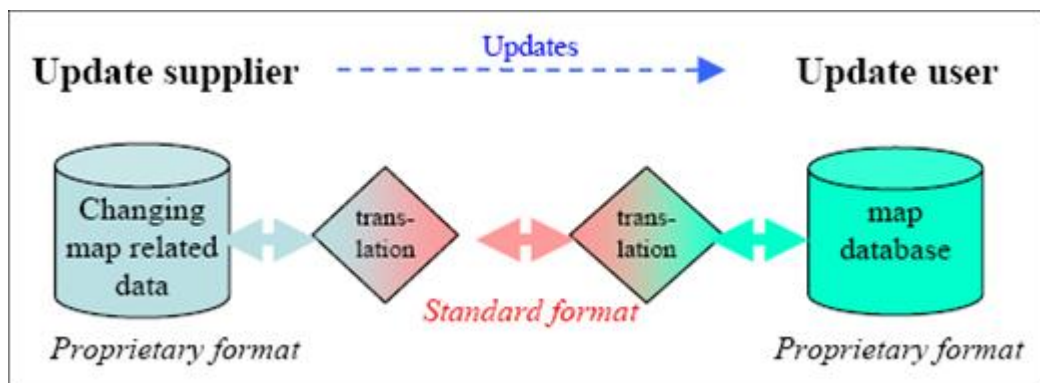 Updates
Update supplier
Update user
Changing
map related
data
trans-
lation
trans-
lation
map
database
Standard format
Proprietary format
Proprietary format